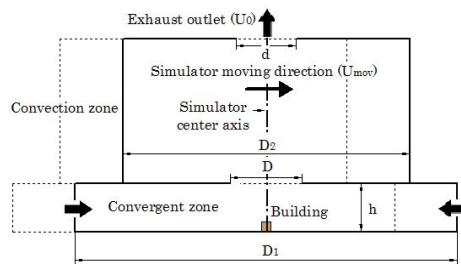 Exhaust outlet (U0)
d
Simulator moving direction (Umov)
Convection zone
Simulator
center axis
D2
D
Convergent zone
Building
h
D1